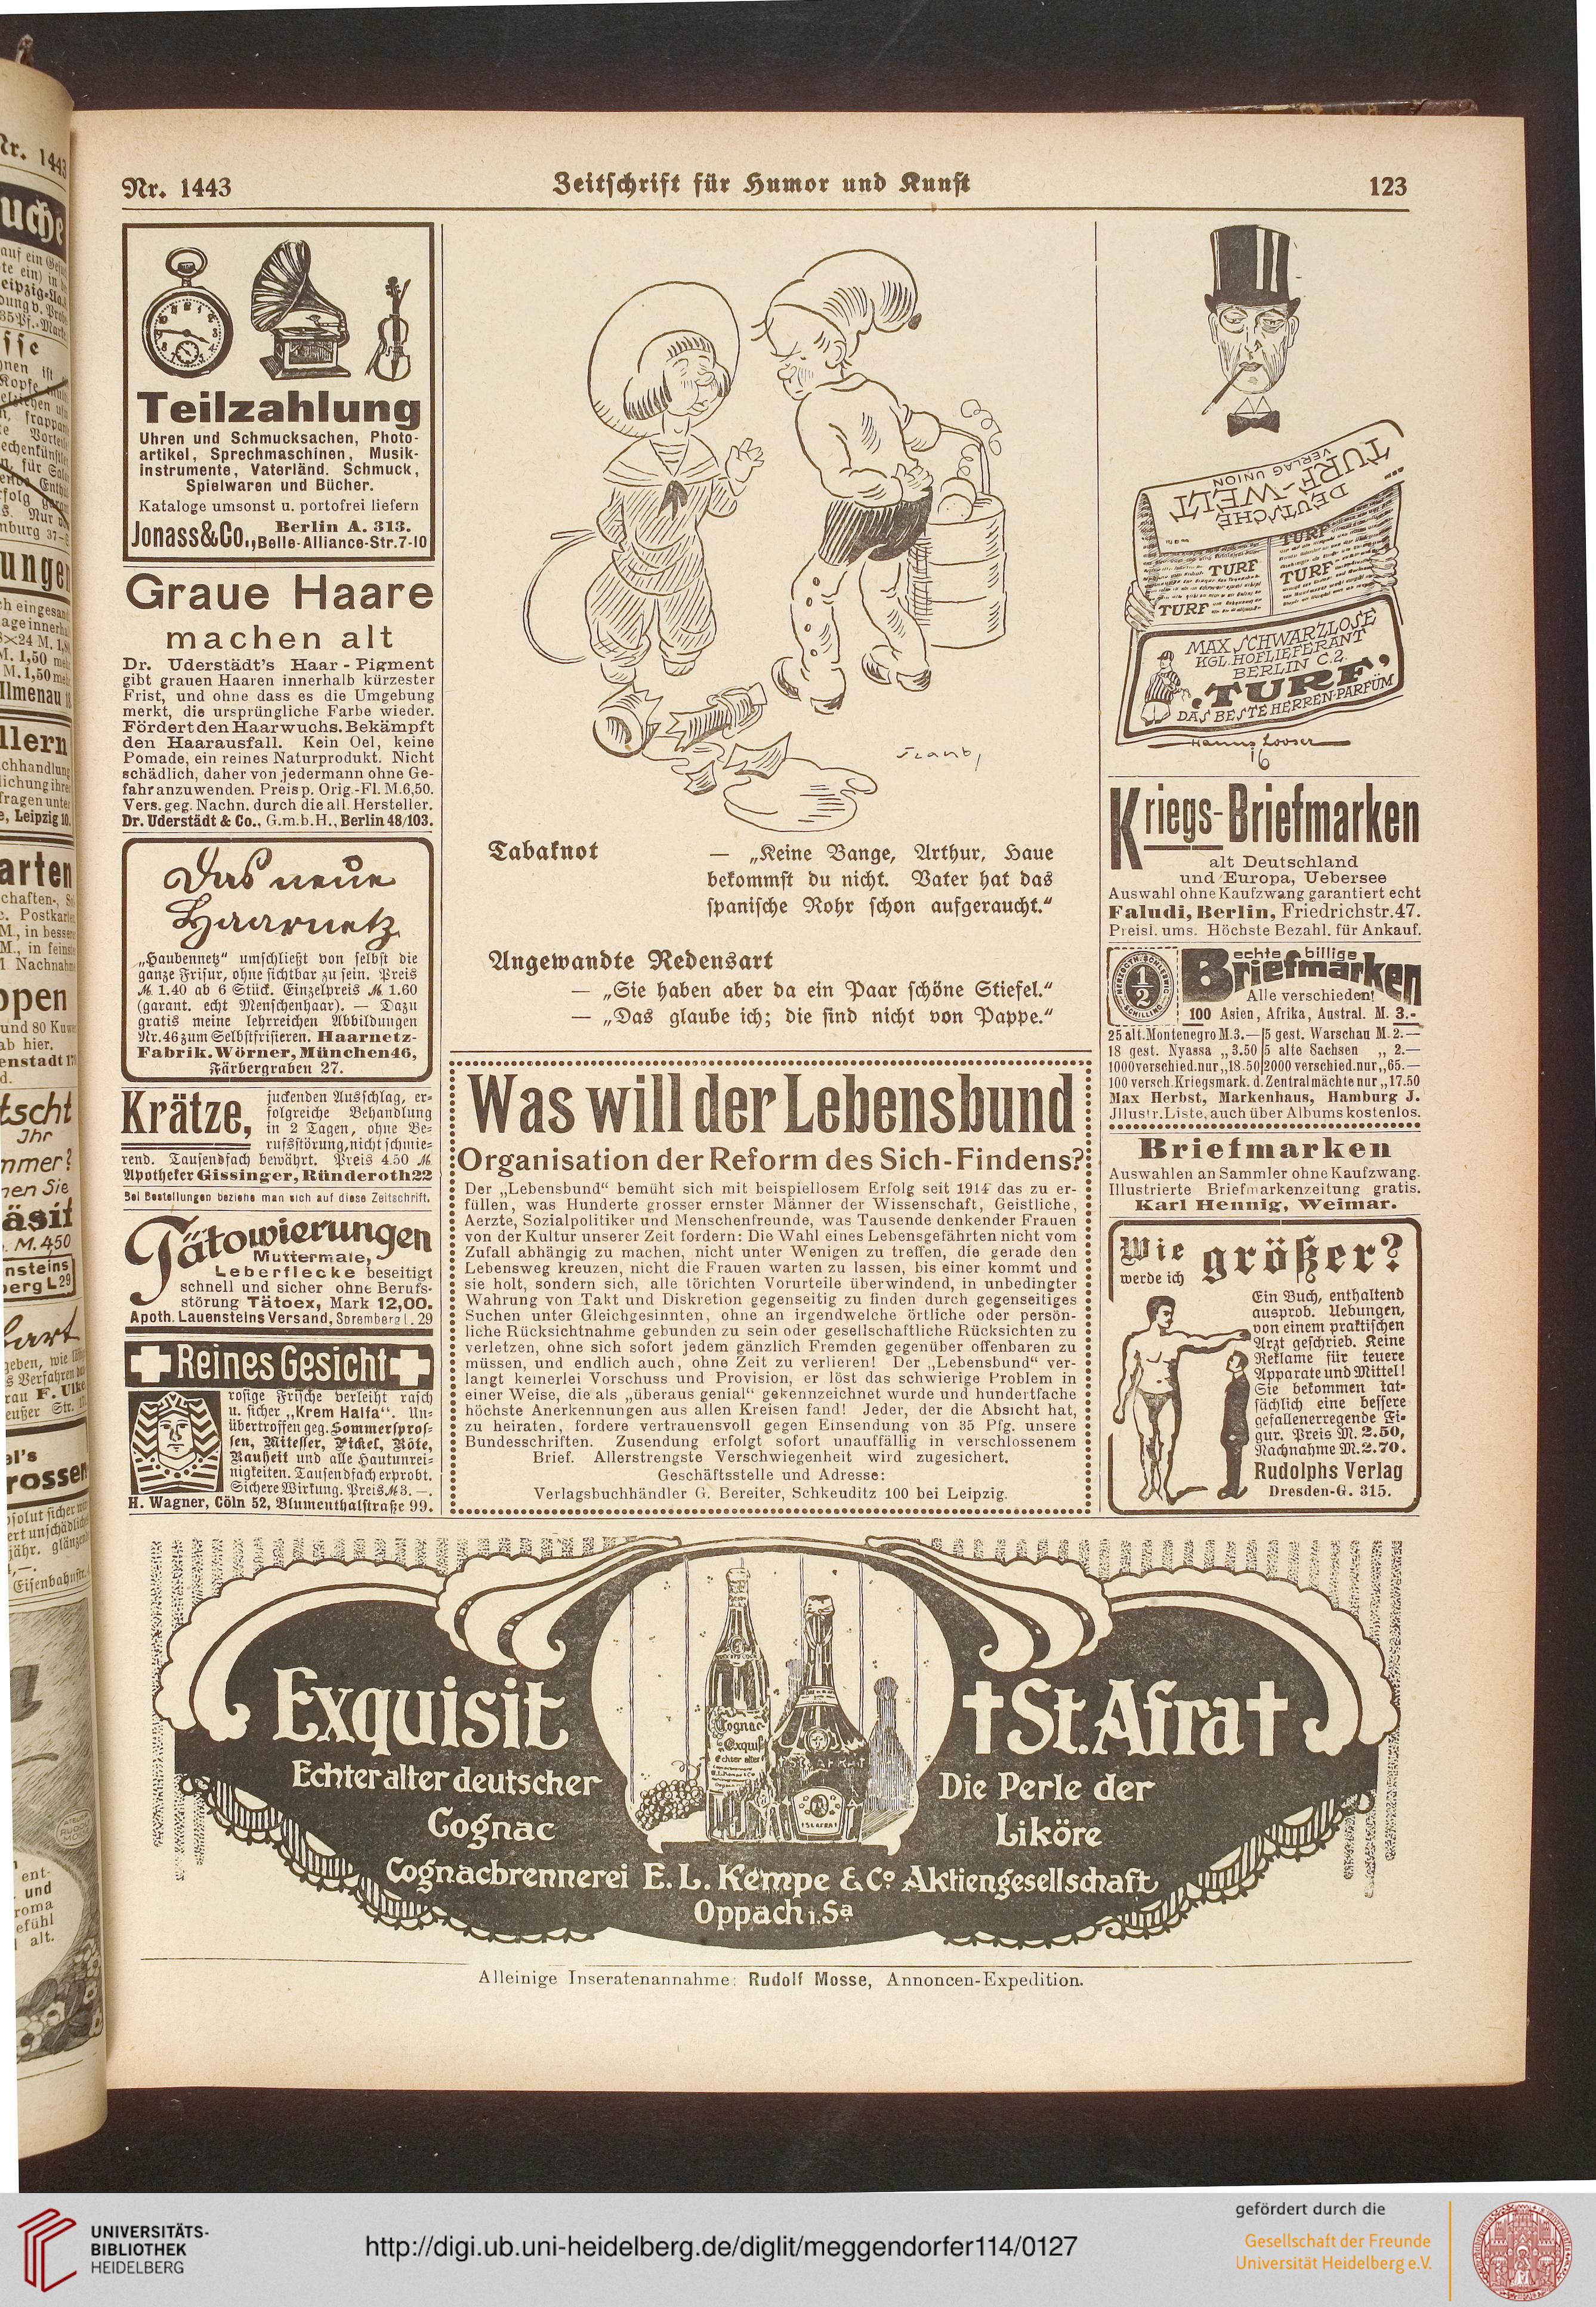 Nr. 1443
Zeitschrift für Humor und Kunst
123
Teilzahlung
Uhren und Schmucksachen, Photo-
artikel, Sprechmaschinen, Musik-
instrumente, Vaterländ. Schmuck,
Spielwaren und Bücher.
Kataloge umsonst u. portofrei liefern
Jonass & Co., Berlin A. 313.
Belle-Alliance-Str. 7-10
Graue Haare
machen alt
Dr. Uderstädt's Haar-Pigment
gibt grauen Haaren innerhalb kürzester
Frist, und ohne dass es die Umgebung
merkt, die ursprüngliche Farbe wieder.
Fördert den Haarwuchs. Bekämpft
den Haarausfall. Kein Oel, keine
Pomade, ein reines Naturprodukt. Nicht
schädlich, daher von jedermann ohne Ge-
fahr anzuwenden. Preis p. Orig.-Fl. M. 6,50.
Vers. geg. Nachn. durch die all. Hersteller.
Dr. Uderstädt & Co., G.m.b.H., Berlin 48/103.
Das neue
Haarnetz
„Haubennetz“ umschließt von selbst die
ganze Frisur, ohne sichtbar zu sein. Preis
M. 1.40 ab 6 Stück. Einzelpreis M. 1.60
(garant. echt Menschenhaar). — Dazu
gratis meine lehrreichen Abbildungen
Nr. 46 zum Selbstfrisieren. Haarnetz-
Fabrik. Wörner, München 46,
Färbergraben 27.
Krätze,
juckenden Ausschlag, er-
folgreiche Behandlung
in 2 Tagen, ohne Be-
rufsstörung, nicht schmie-
rend. Tausendfach bewährt. Preis 4.50 M.
Apotheker Gissinger, Ründeroth 22
Bei Bestellungen beziehe man sich auf diese Zeitschrift.
Tätowierungen
Muttermale,
Leberflecke beseitigt
schnell und sicher ohne Berufs-
störung Tätoex, Mark 12,00.
Apoth. Lauensteins Versand, Spremberg L. 29
Reines Gesicht
rosige Frische verleiht rasch
u. sicher „Krem Halfa“. Un-
übertroffen geg. Sommerspros-
sen, Mitesser, Pickel, Röte,
Rauheit und alle Hautunrei-
nigkeiten. Tausendfach erprobt.
Sichere Wirkung. Preis M. 3.—.
H. Wagner, Cöln 52, Blumenthalstraße 99.
Tabaknot
— „Keine Bange, Arthur, Haue
bekommst du nicht. Vater hat das
spanische Rohr schon aufgeraucht.“
Angewandte Redensart
— „Sie haben aber da ein Paar schöne Stiefel.“
— „Das glaube ich; die sind nicht von Pappe.“
Was will der Lebensbund
Organisation der Reform des Sich-Findens?
Der „Lebensbund“ bemüht sich mit beispiellosem Erfolg seit 1914 das zu er-
füllen, was Hunderte grosser ernster Männer der Wissenschaft, Geistliche,
Aerzte, Sozialpolitiker und Menschenfreunde, was Tausende denkender Frauen
von der Kultur unserer Zeit fordern: Die Wahl eines Lebensgefährten nicht vom
Zufall abhängig zu machen, nicht unter Wenigen zu treffen, die gerade den
Lebensweg kreuzen, nicht die Frauen warten zu lassen, bis einer kommt und
sie holt, sondern sich, alle törichten Vorurteile überwindend, in unbedingter
Wahrung von Takt und Diskretion gegenseitig zu finden durch gegenseitiges
Suchen unter Gleichgesinnten, ohne an irgendwelche örtliche oder persön-
liche Rücksichtnahme gebunden zu sein oder gesellschaftliche Rücksichten zu
verletzen, ohne sich sofort jedem gänzlich Fremden gegenüber offenbaren zu
müssen, und endlich auch, ohne Zeit zu verlieren! Der „Lebensbund“ ver-
langt keinerlei Vorschuss und Provision, er löst das schwierige Problem in
einer Weise, die als „überaus genial“ gekennzeichnet wurde und hundertfache
höchste Anerkennungen aus allen Kreisen fand! Jeder, der die Absicht hat,
zu heiraten, fordere vertrauensvoll gegen Einsendung von 35 Pfg. unsere
Bundesschriften. Zusendung erfolgt sofort unauffällig in verschlossenem
Brief. Allerstrengste Verschwiegenheit wird zugesichert.
Geschäftsstelle und Adresse:
Verlagsbuchhändler G. Bereiter, Schkeuditz 100 bei Leipzig.
VERLAG UNION
DEUTSCHE
TURF-WELT
TURF
TURF
TURF
TURF
MAX SCHWARZLOSE
KGL. HOFLIEFERANT
BERLIN C.2.
„TURF“
DAS BESTE HERREN-PARFÜM
Hanns Looser
16
Kriegs-Briefmarken
alt Deutschland
und Europa, Uebersee
Auswahl ohne Kaufzwang garantiert echt
Faludi, Berlin, Friedrichstr. 47.
Preisl. ums. Höchste Bezahl. für Ankauf.
HERZOGTH. SCHLESWIG
1/2
SCHILLING
echte billige
Briefmarken
Alle verschieden!
100 Asien, Afrika, Austral. M. 3.-
25 alt. Montenegro M. 3.— 5 gest. Warschau M. 2.—
18 gest. Nyassa „ 3.50 5 alte Sachsen „ 2.—
1000 verschied. nur „ 18.50 2000 verschied. nur „ 65.—
100 versch. Kriegsmark. d. Zentralmächte nur „ 17.50
Max Herbst, Markenhaus, Hamburg J.
Jllustr. Liste, auch über Albums kostenlos.
Briefmarken
Auswahlen an Sammler ohne Kaufzwang.
Illustrierte Briefmarkenzeitung gratis.
Karl Hennig, Weimar.
Wie
werde ich
größer?
Ein Buch, enthaltend
ausprob. Uebungen,
von einem praktischen
Arzt geschrieb. Keine
Reklame für teuere
Apparate und Mittel!
Sie bekommen tat-
sächlich eine bessere
gefallenerregende Fi-
gur. Preis M. 2.50,
Nachnahme M. 2.70.
Rudolphs Verlag
Dresden-G. 315.
Exquisit
Echter alter deutscher
Cognac
Cognac
Exquisit
Echter alter
† St. Afra †
Die Perle der
Liköre
Cognacbrennerei E. L. Kempe & Co Aktiengesellschaft
Oppach i. Sa
Alleinige Inseratenannahme: Rudolf Mosse, Annoncen-Expedition.
UNIVERSITÄTS-
BIBLIOTHEK
HEIDELBERG
http://digi.ub.uni-heidelberg.de/diglit/meggendorfer114/0127
gefördert durch die
Gesellschaft der Freunde
Universität Heidelberg e.V.